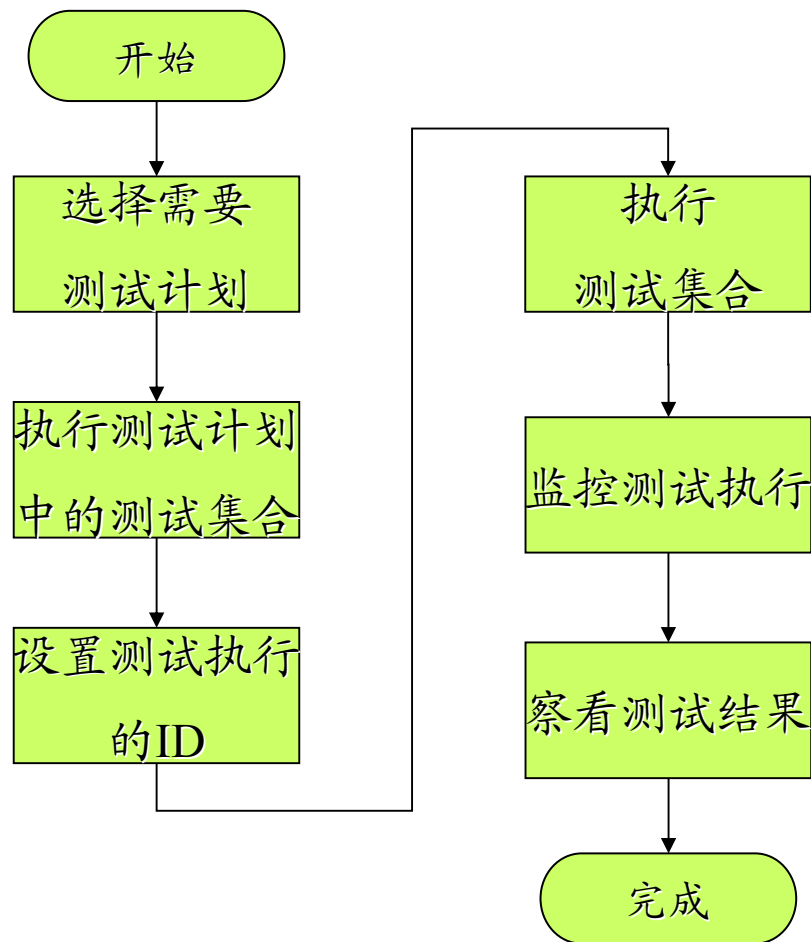 开始
选择需要
测试计划
执行测试计划
中的测试集合
设置测试执行
的ID
执行
测试集合
监控测试执行
察看测试结果
完成